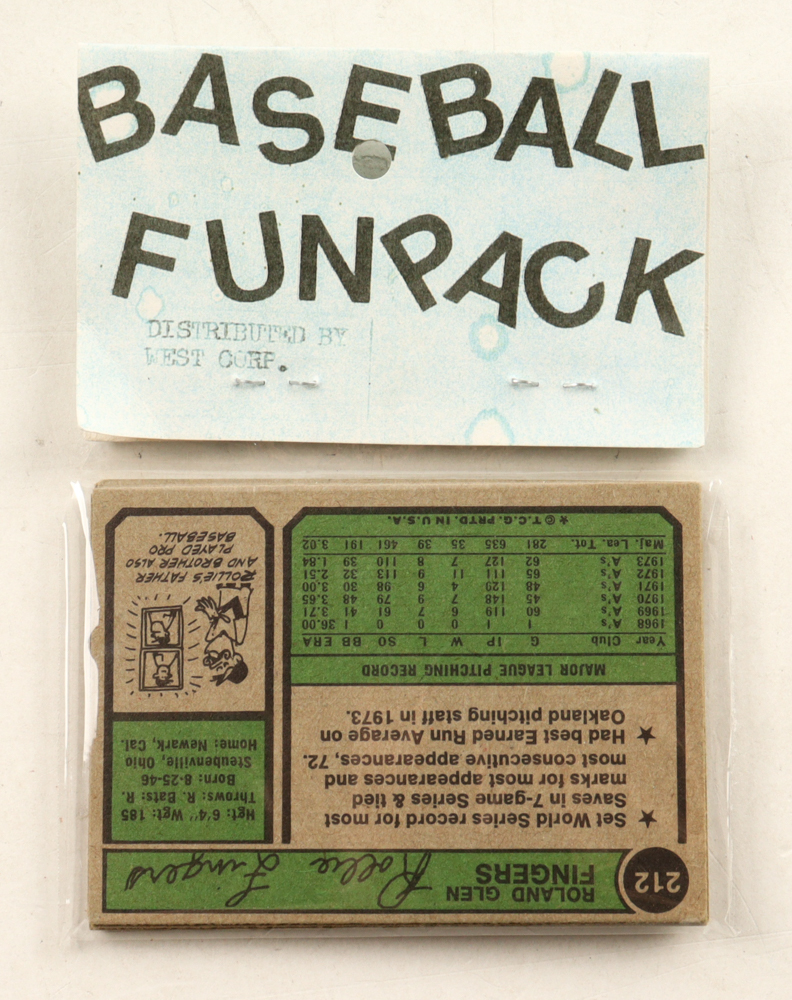 BASEBALL
FUNPACK
DISTRIBUTED BY
WEST CORP.
212
ROLAND GLEN
FINGERS
Rollie Fingers
Hgt: 6'4" Wgt: 185
Throws: R. Bats: R.
Born: 8-25-46
Steubenville, Ohio
Home: Newark, Cal.
★ Set World Series record for most
Saves in 7-game Series & tied
marks for most appearances and
most consecutive appearances, 72.
★ Had best Earned Run Average on
Oakland pitching staff in 1973.
ROLLIE'S FATHER
AND BROTHER ALSO
PLAYED PRO
BASEBALL.
MAJOR LEAGUE PITCHING RECORD
Year Club G IP W L SO BB ERA
1968 A's 1 1 0 0 0 1 36.00
1969 A's 60 119 6 7 61 41 3.71
1970 A's 45 148 7 9 79 48 3.65
1971 A's 48 129 4 6 98 30 3.00
1972 A's 65 111 11 9 113 32 2.51
1973 A's 62 127 7 8 110 39 1.84
Maj. Lea. Tot. 281 635 35 39 461 191 3.02
★ © T.C.G. PRTD. IN U.S.A.